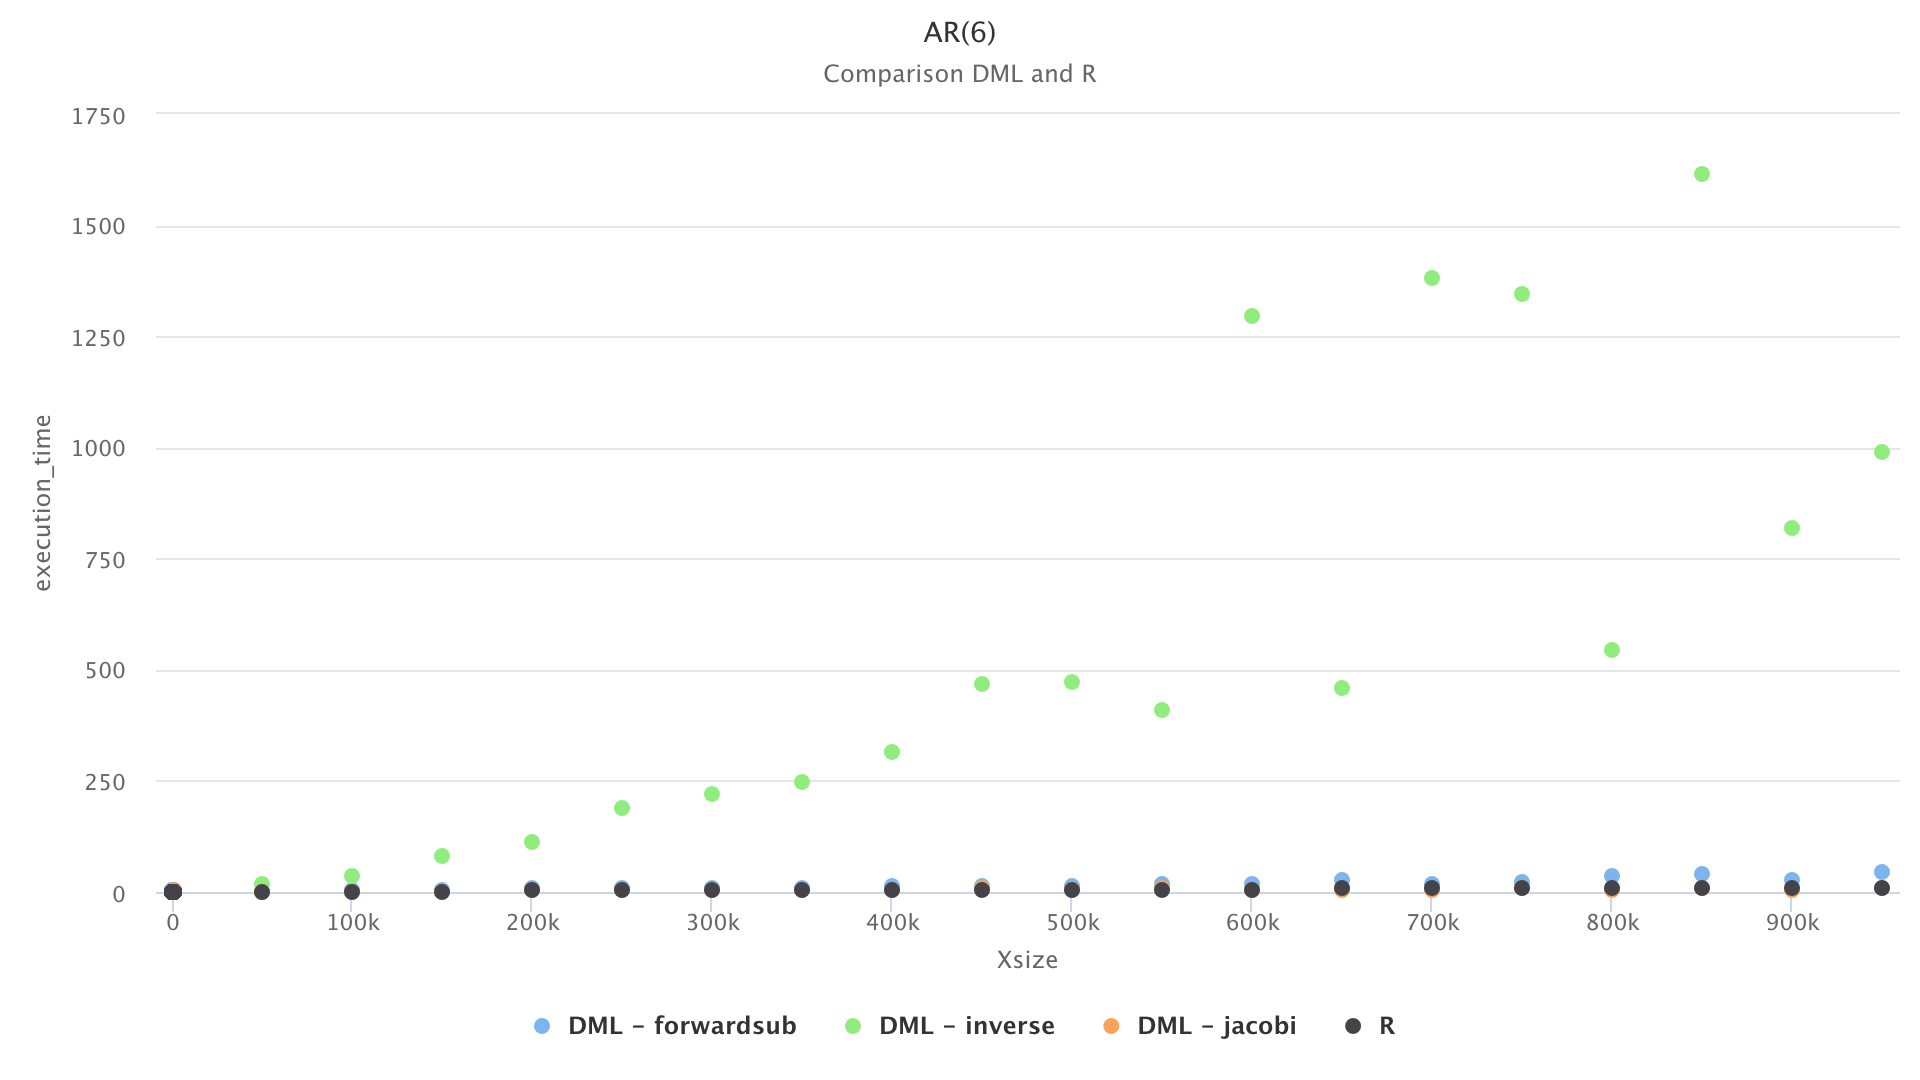 AR(6)
Comparison DML and R
1750
1500
1250
1000
750
500
250
0
execution_time
0 100k 200k 300k 400k 500k 600k 700k 800k 900k
Xsize
DML - forwardsub DML - inverse DML - jacobi R